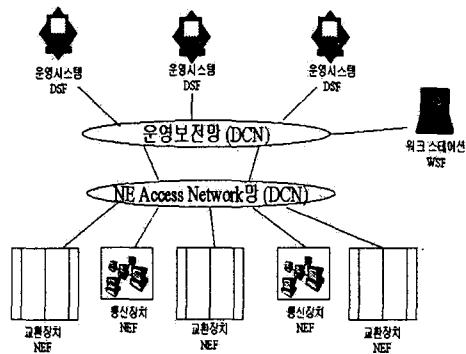 운영시스템
DSF
운영시스템
DSF
운영시스템
DSF
운영보전망 (DCN)
워크 스테이션
WSF
NE Access Network망 (DCN)
교환장치
NEF
통신장치
NEF
교환장치
NEF
통신장치
NEF
교환장치
NEF